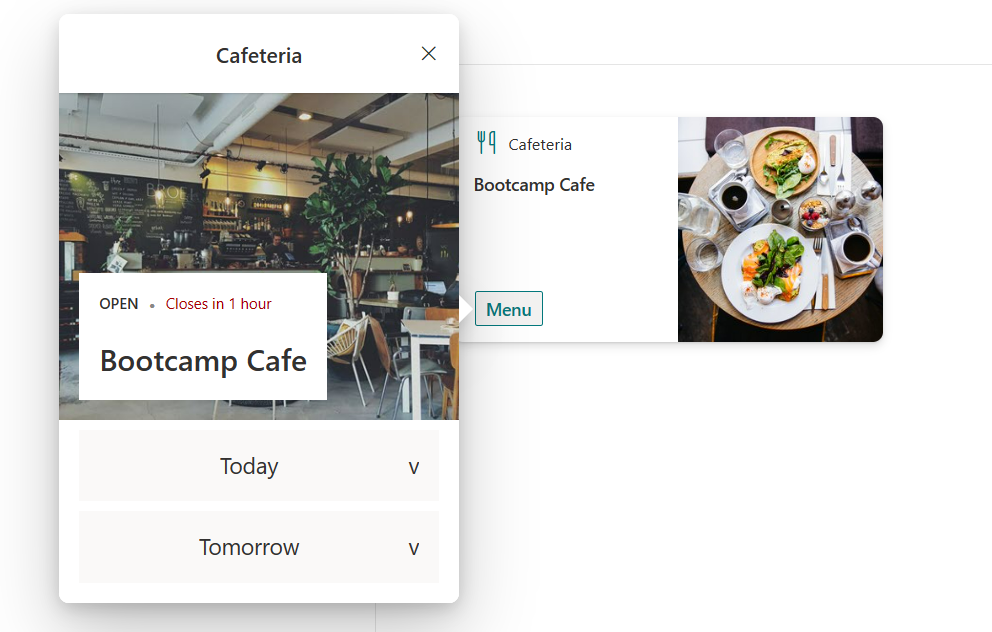 Cafeteria
OPEN • Closes in 1 hour
Bootcamp Cafe
Today v
Tomorrow v
Cafeteria
Bootcamp Cafe
Menu